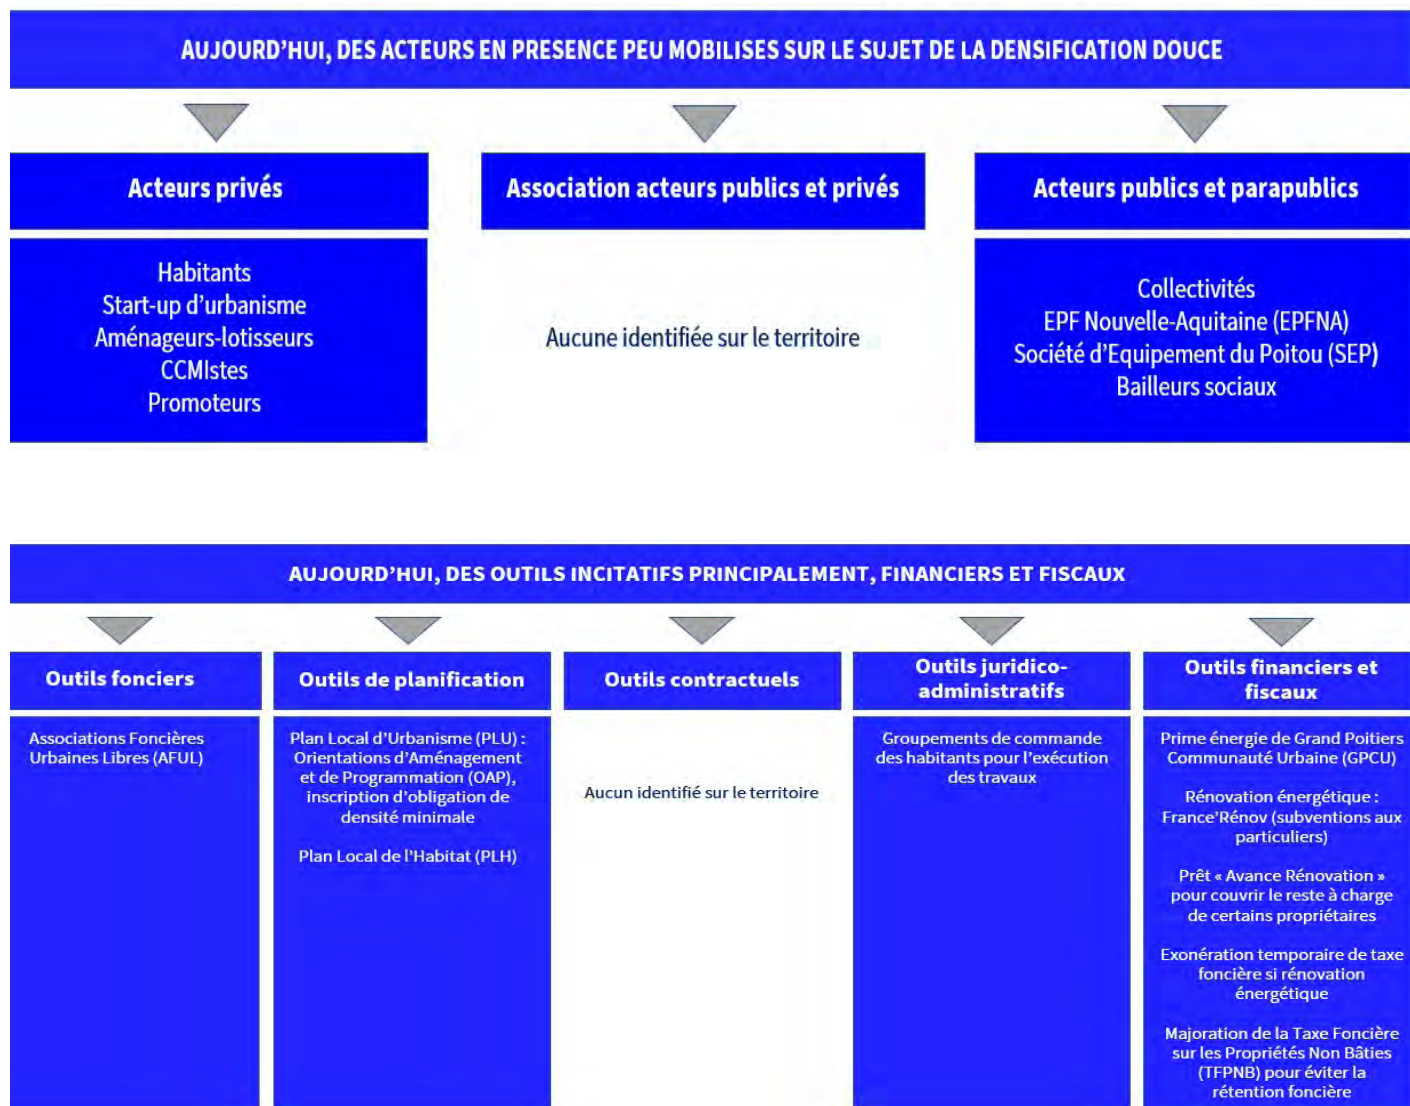 AUJOURD'HUI, DES ACTEURS EN PRESENCE PEU MOBILISES SUR LE SUJET DE LA DENSIFICATION DOUCE
Acteurs privés
Habitants
Start-up d'urbanisme
Aménageurs-lotisseurs
CCMIstes
Promoteurs
Association acteurs publics et privés
Aucune identifiée sur le territoire
Acteurs publics et parapublics
Collectivités
EPF Nouvelle-Aquitaine (EPFNA)
Société d'Equipement du Poitou (SEP)
Bailleurs sociaux
AUJOURD'HUI, DES OUTILS INCITATIFS PRINCIPALEMENT, FINANCIERS ET FISCAUX
Outils fonciers
Associations Foncières
Urbaines Libres (AFUL)
Outils de planification
Plan Local d'Urbanisme (PLU) :
Orientations d'Aménagement
et de Programmation (OAP),
inscription d'obligation de
densité minimale
Plan Local de l'Habitat (PLH)
Outils contractuels
Aucun identifié sur le territoire
Outils juridico-
administratifs
Groupements de commande
des habitants pour l'exécution
des travaux
Outils financiers et
fiscaux
Prime énergie de Grand Poitiers
Communauté Urbaine (GPCU)
Rénovation énergétique :
France'Rénov (subventions aux
particuliers)
Prêt « Avance Rénovation »
pour couvrir le reste à charge
de certains propriétaires
Exonération temporaire de taxe
foncière si rénovation
énergétique
Majoration de la Taxe Foncière
sur les Propriétés Non Bâties
(TFPNB) pour éviter la
rétention foncière